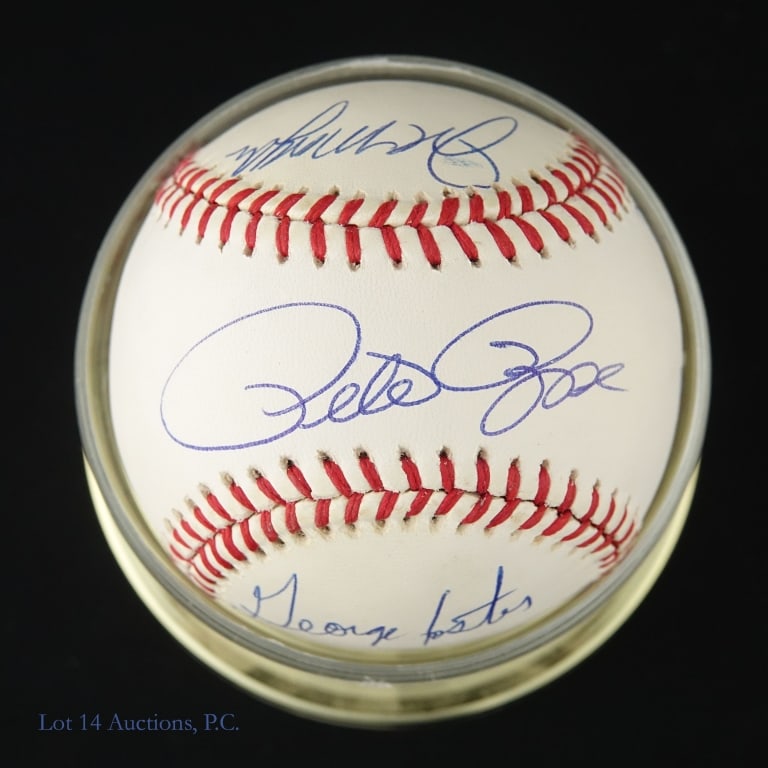 Pete Rose
George Foster
Lot 14 Auctions, P.C.